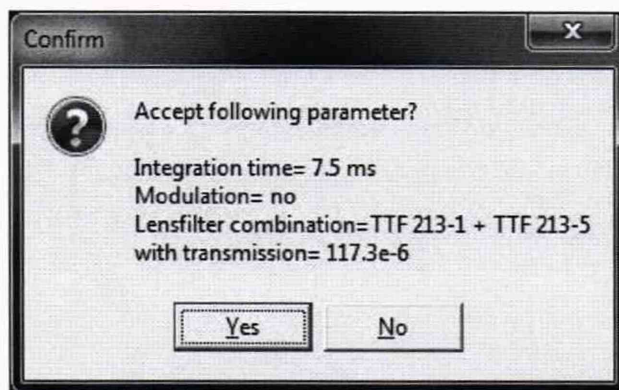 Confirm
x
?
Accept following parameter?
Integration time= 7.5 ms
Modulation= no
Lensfilter combination=TTF 213-1 + TTF 213-5
with transmission= 117.3e-6
Yes
No